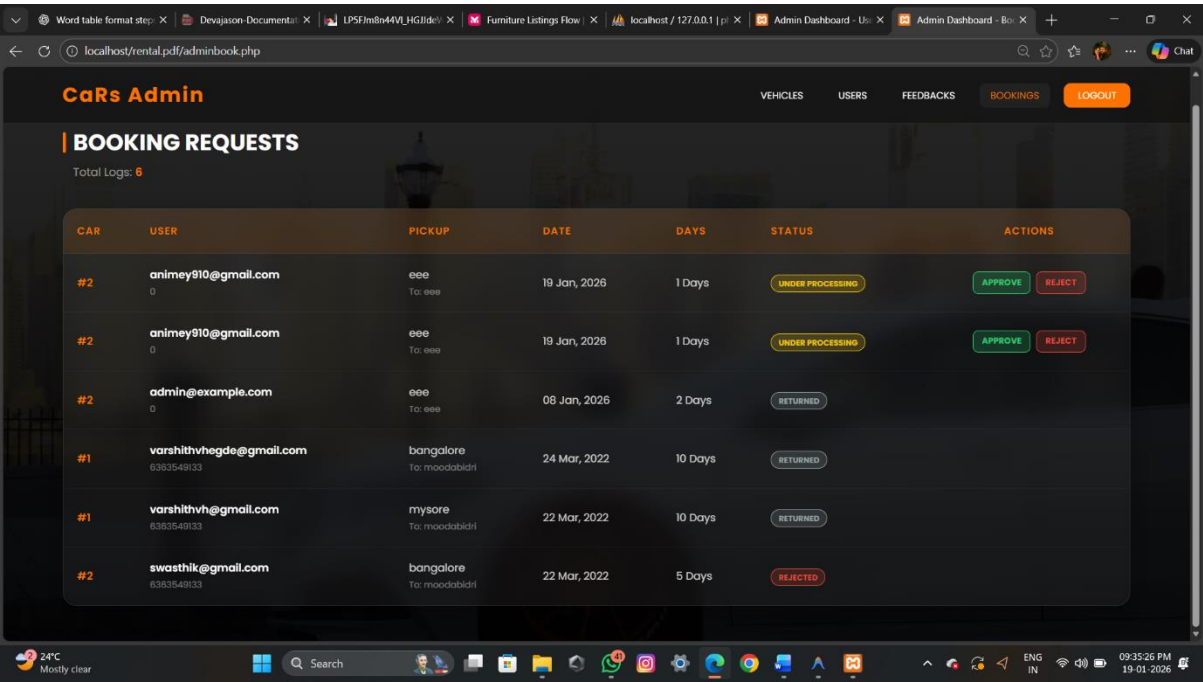 Word table format step
Devajason-Documentat
LP5FJm8n44VI_HGJJdeV
Furniture Listings Flow |
localhost / 127.0.0.1 | ph
Admin Dashboard - Use
Admin Dashboard - Boo
localhost/rental.pdf/adminbook.php
Chat
CaRs Admin
VEHICLES USERS FEEDBACKS BOOKINGS LOGOUT
BOOKING REQUESTS
Total Logs: 6
CAR USER PICKUP DATE DAYS STATUS ACTIONS
#2 animey910@gmail.com eee 19 Jan, 2026 1 Days UNDER PROCESSING APPROVE REJECT
0 To: eee
#2 animey910@gmail.com eee 19 Jan, 2026 1 Days UNDER PROCESSING APPROVE REJECT
0 To: eee
#2 admin@example.com eee 08 Jan, 2026 2 Days RETURNED
0 To: eee
#1 varshithvhegde@gmail.com bangalore 24 Mar, 2022 10 Days RETURNED
6363549133 To: moodabidri
#1 varshithvh@gmail.com mysore 22 Mar, 2022 10 Days RETURNED
6363549133 To: moodabidri
#2 swasthik@gmail.com bangalore 22 Mar, 2022 5 Days REJECTED
6363549133 To: moodabidri
24°C
Mostly clear
Search
41
ENG
IN
09:35:26 PM
19-01-2026